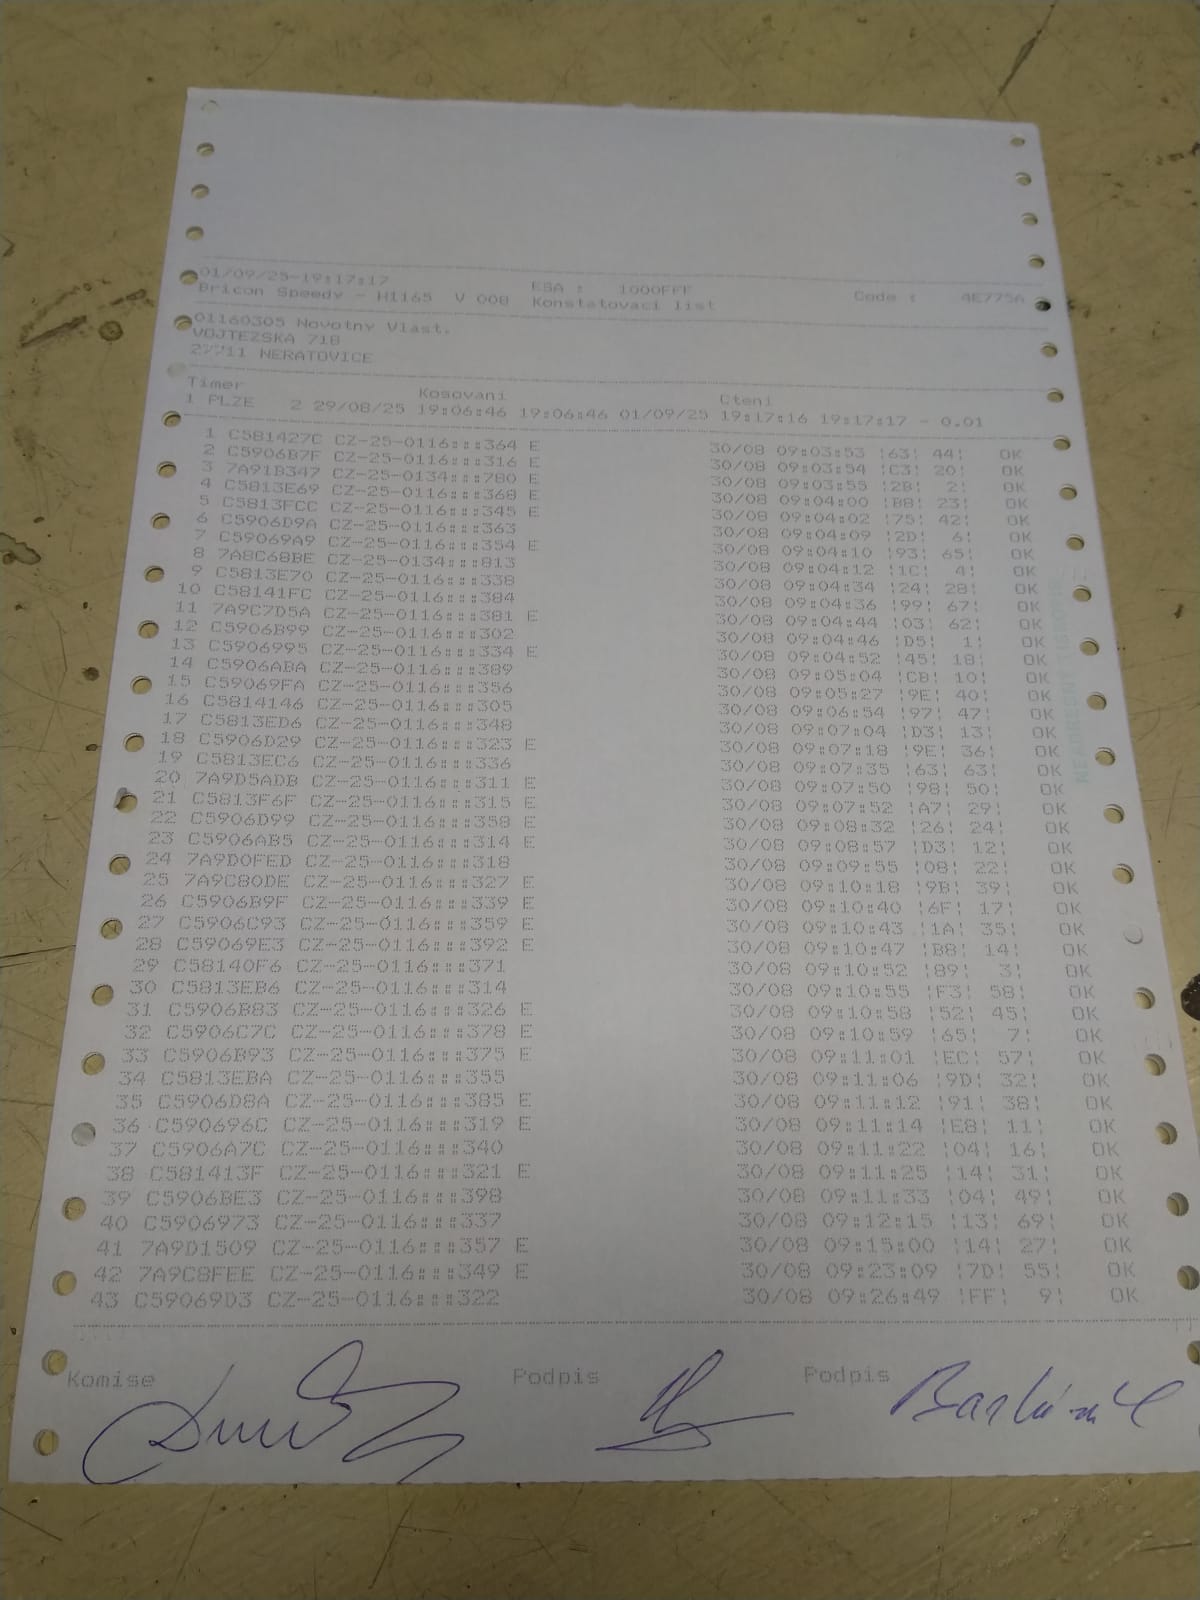 01/09/25-19:17:17 ESA : 1000FFF Code : 4E775A
Bricon Speedy - H1165 V 008 Konstatovaci list
01160305 Novotny Vlast.
VOJTEZSKA 718
27711 NERATOVICE
Timer Kosovani Cteni
1 PLZE 2 29/08/25 19:06:46 19:06:46 01/09/25 19:17:16 19:17:17 - 0.01
1 C581427C CZ-25-0116:::364 E 30/08 09:03:53 ¦63¦ 44¦ OK
2 C5906B7F CZ-25-0116:::316 E 30/08 09:03:54 ¦C3¦ 20¦ OK
3 7A91B347 CZ-25-0134:::780 E 30/08 09:03:55 ¦2B¦ 2¦ OK
4 C5813E69 CZ-25-0116:::368 E 30/08 09:04:00 ¦B8¦ 23¦ OK
5 C5813FCC CZ-25-0116:::345 E 30/08 09:04:02 ¦75¦ 42¦ OK
6 C5906D9A CZ-25-0116:::363 30/08 09:04:09 ¦2D¦ 6¦ OK
7 C59069A9 CZ-25-0116:::354 E 30/08 09:04:10 ¦93¦ 65¦ OK
8 7A8C68BE CZ-25-0134:::813 30/08 09:04:12 ¦1C¦ 4¦ OK
9 C5813E70 CZ-25-0116:::338 30/08 09:04:34 ¦24¦ 28¦ OK
10 C58141FC CZ-25-0116:::384 30/08 09:04:36 ¦99¦ 67¦ OK
11 7A9C7D5A CZ-25-0116:::381 E 30/08 09:04:44 ¦03¦ 62¦ OK
12 C5906B99 CZ-25-0116:::302 30/08 09:04:46 ¦D5¦ 1¦ OK
13 C5906995 CZ-25-0116:::334 E 30/08 09:04:52 ¦45¦ 18¦ OK
14 C5906ABA CZ-25-0116:::389 30/08 09:05:04 ¦CB¦ 10¦ OK
15 C59069FA CZ-25-0116:::356 30/08 09:05:27 ¦9E¦ 40¦ OK
16 C5814146 CZ-25-0116:::305 30/08 09:06:54 ¦97¦ 47¦ OK
17 C5813ED6 CZ-25-0116:::348 30/08 09:07:04 ¦D3¦ 13¦ OK
18 C5906D29 CZ-25-0116:::323 E 30/08 09:07:18 ¦9E¦ 36¦ OK
19 C5813EC6 CZ-25-0116:::336 30/08 09:07:35 ¦63¦ 63¦ OK
20 7A9D5ADB CZ-25-0116:::311 E 30/08 09:07:50 ¦98¦ 50¦ OK
21 C5813F6F CZ-25-0116:::315 E 30/08 09:07:52 ¦A7¦ 29¦ OK
22 C5906D99 CZ-25-0116:::358 E 30/08 09:08:32 ¦26¦ 24¦ OK
23 C5906AB5 CZ-25-0116:::314 E 30/08 09:08:57 ¦D3¦ 12¦ OK
24 7A9D0FED CZ-25-0116:::318 30/08 09:09:55 ¦08¦ 22¦ OK
25 7A9C80DE CZ-25-0116:::327 E 30/08 09:10:18 ¦9B¦ 39¦ OK
26 C5906B9F CZ-25-0116:::339 E 30/08 09:10:40 ¦6F¦ 17¦ OK
27 C5906C93 CZ-25-0116:::359 E 30/08 09:10:43 ¦1A¦ 35¦ OK
28 C59069E3 CZ-25-0116:::392 E 30/08 09:10:47 ¦B8¦ 14¦ OK
29 C58140F6 CZ-25-0116:::371 30/08 09:10:52 ¦89¦ 3¦ OK
30 C5813EB6 CZ-25-0116:::314 30/08 09:10:55 ¦F3¦ 58¦ OK
31 C5906B83 CZ-25-0116:::326 E 30/08 09:10:58 ¦52¦ 45¦ OK
32 C5906C7C CZ-25-0116:::378 E 30/08 09:10:59 ¦65¦ 7¦ OK
33 C5906B93 CZ-25-0116:::375 E 30/08 09:11:01 ¦EC¦ 57¦ OK
34 C5813EBA CZ-25-0116:::355 30/08 09:11:06 ¦9D¦ 32¦ OK
35 C5906D8A CZ-25-0116:::385 E 30/08 09:11:12 ¦91¦ 38¦ OK
36 C590696C CZ-25-0116:::319 E 30/08 09:11:14 ¦E8¦ 11¦ OK
37 C5906A7C CZ-25-0116:::340 30/08 09:11:22 ¦04¦ 16¦ OK
38 C581413F CZ-25-0116:::321 E 30/08 09:11:25 ¦14¦ 31¦ OK
39 C5906BE3 CZ-25-0116:::398 30/08 09:11:33 ¦04¦ 49¦ OK
40 C5906973 CZ-25-0116:::337 30/08 09:12:15 ¦13¦ 69¦ OK
41 7A9D1509 CZ-25-0116:::357 E 30/08 09:15:00 ¦14¦ 27¦ OK
42 7A9C8FEE CZ-25-0116:::349 E 30/08 09:23:09 ¦7D¦ 55¦ OK
43 C59069D3 CZ-25-0116:::322 30/08 09:26:49 ¦FF¦ 9¦ OK
Komise Podpis Podpis